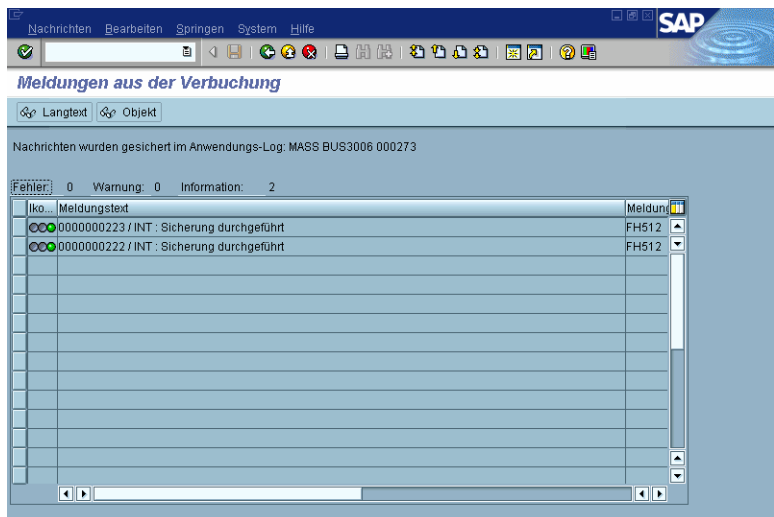 Nachrichten Bearbeiten Springen System Hilfe
SAP
Meldungen aus der Verbuchung
Langtext Objekt
Nachrichten wurden gesichert im Anwendungs-Log: MASS BUS3006 000273
Fehler: 0 Warnung: 0 Information: 2
Iko... Meldungstext Meldung
0000000223 / INT : Sicherung durchgeführt FH512
0000000222 / INT : Sicherung durchgeführt FH512